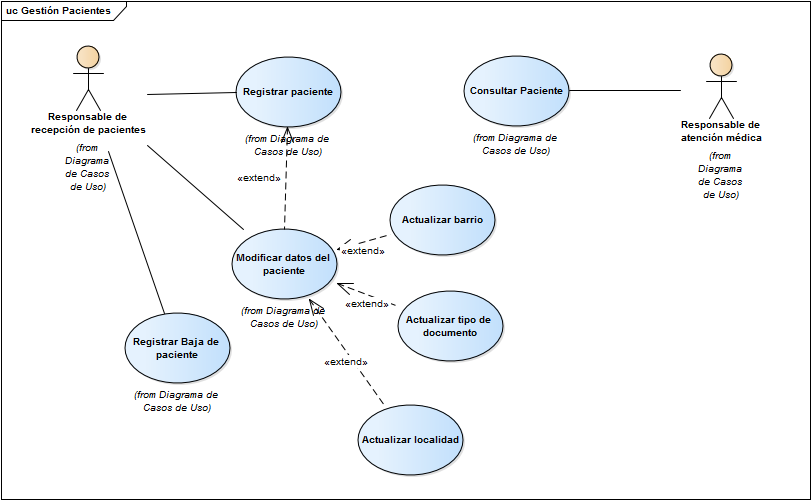 uc Gestión Pacientes
Responsable de
recepción de pacientes
(from
Diagrama
de Casos
de Uso)
Registrar paciente
(from Diagrama de
Casos de Uso)
Consultar Paciente
(from Diagrama de
Casos de Uso)
Responsable de
atención médica
(from
Diagrama
de Casos
de Uso)
«extend»
Actualizar barrio
«extend»
Modificar datos del
paciente
(from Diagrama de
Casos de Uso)
«extend»
Actualizar tipo de
documento
Registrar Baja de
paciente
(from Diagrama de
Casos de Uso)
«extend»
Actualizar localidad